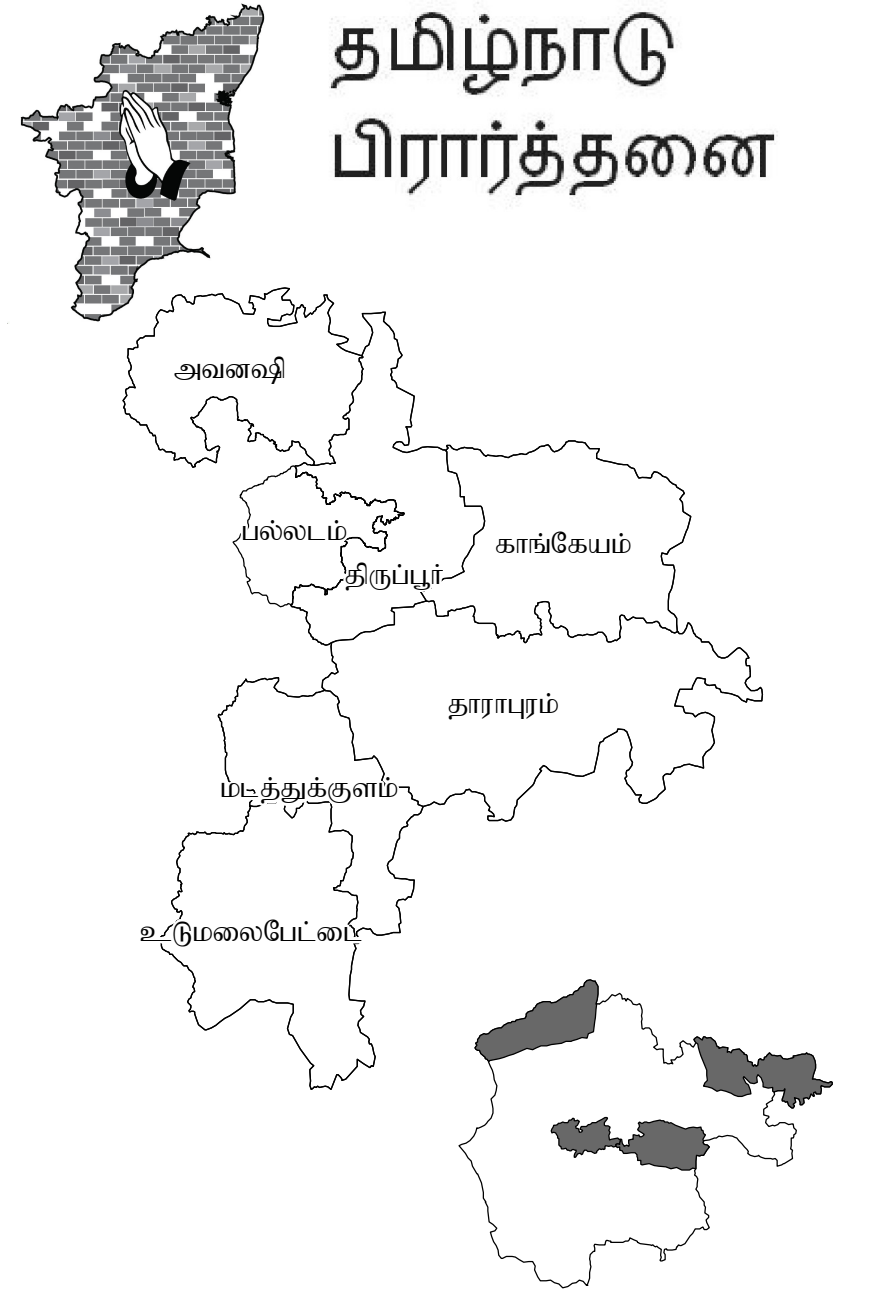 தமிழ்நாடு
பிரார்த்தனை
அவனஷி
பல்லடம்
காங்கேயம்
திருப்பூர்
தாராபுரம்
மடத்துக்குளம்
உடுமலைபேட்டை